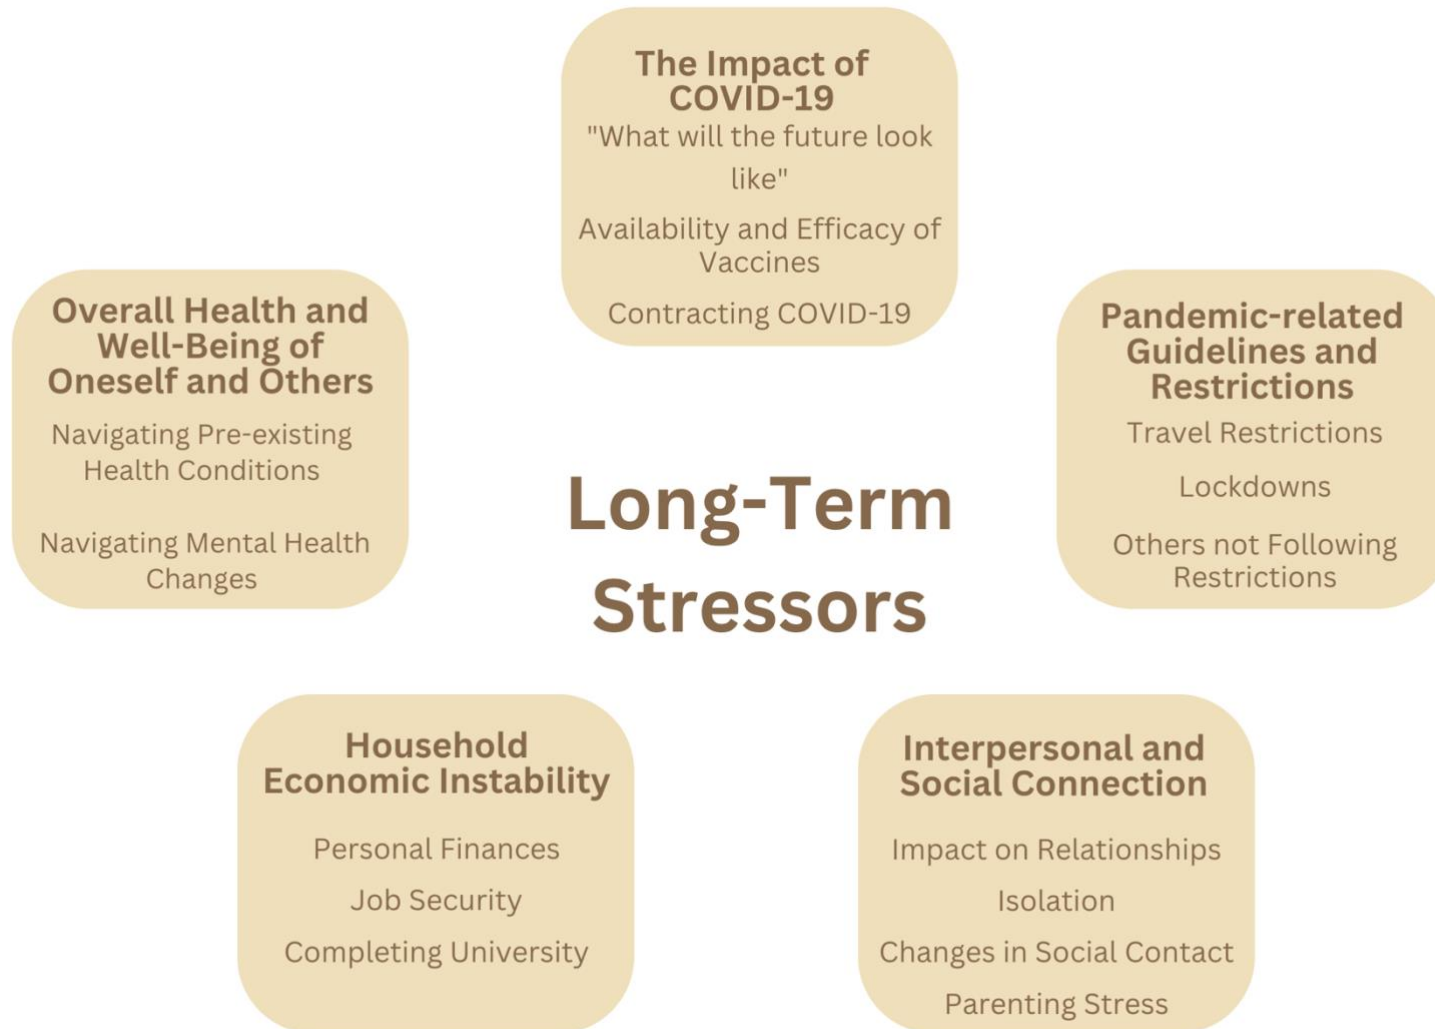 The Impact of
COVID-19
"What will the future look
like"
Availability and Efficacy of
Vaccines
Contracting COVID-19
Overall Health and
Well-Being of
Oneself and Others
Navigating Pre-existing
Health Conditions
Navigating Mental Health
Changes
Pandemic-related
Guidelines and
Restrictions
Travel Restrictions
Lockdowns
Others not Following
Restrictions
Long-Term
Stressors
Household
Economic Instability
Personal Finances
Job Security
Completing University
Interpersonal and
Social Connection
Impact on Relationships
Isolation
Changes in Social Contact
Parenting Stress